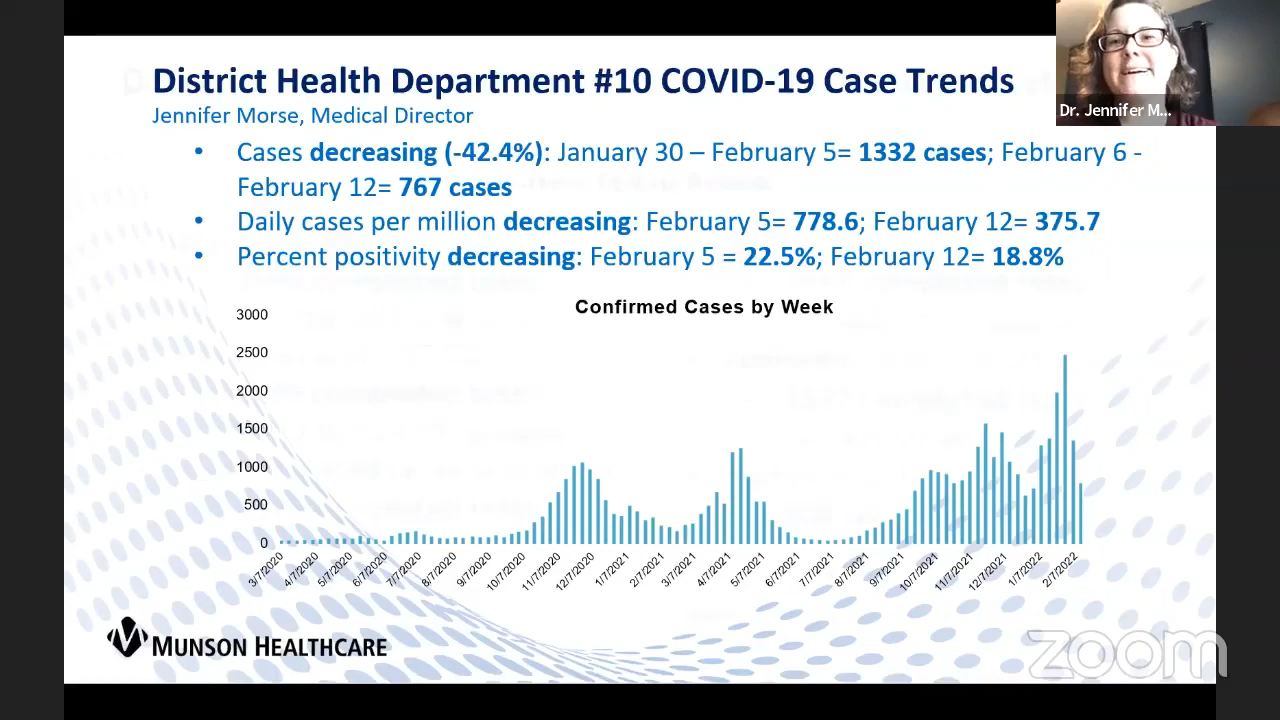 District Health Department #10 COVID-19 Case Trends
Jennifer Morse, Medical Director
Dr. Jennifer M...
• Cases decreasing (-42.4%): January 30 – February 5= 1332 cases; February 6 -
February 12= 767 cases
• Daily cases per million decreasing: February 5= 778.6; February 12= 375.7
• Percent positivity decreasing: February 5 = 22.5%; February 12= 18.8%
Confirmed Cases by Week
3000
2500
2000
1500
1000
500
0
3/7/2020 4/7/2020 5/7/2020 6/7/2020 7/7/2020 8/7/2020 9/7/2020 10/7/2020 11/7/2020 12/7/2020 1/7/2021 2/7/2021 3/7/2021 4/7/2021 5/7/2021 6/7/2021 7/7/2021 8/7/2021 9/7/2021 10/7/2021 11/7/2021 12/7/2021 1/7/2022 2/7/2022
MUNSON HEALTHCARE
zoom